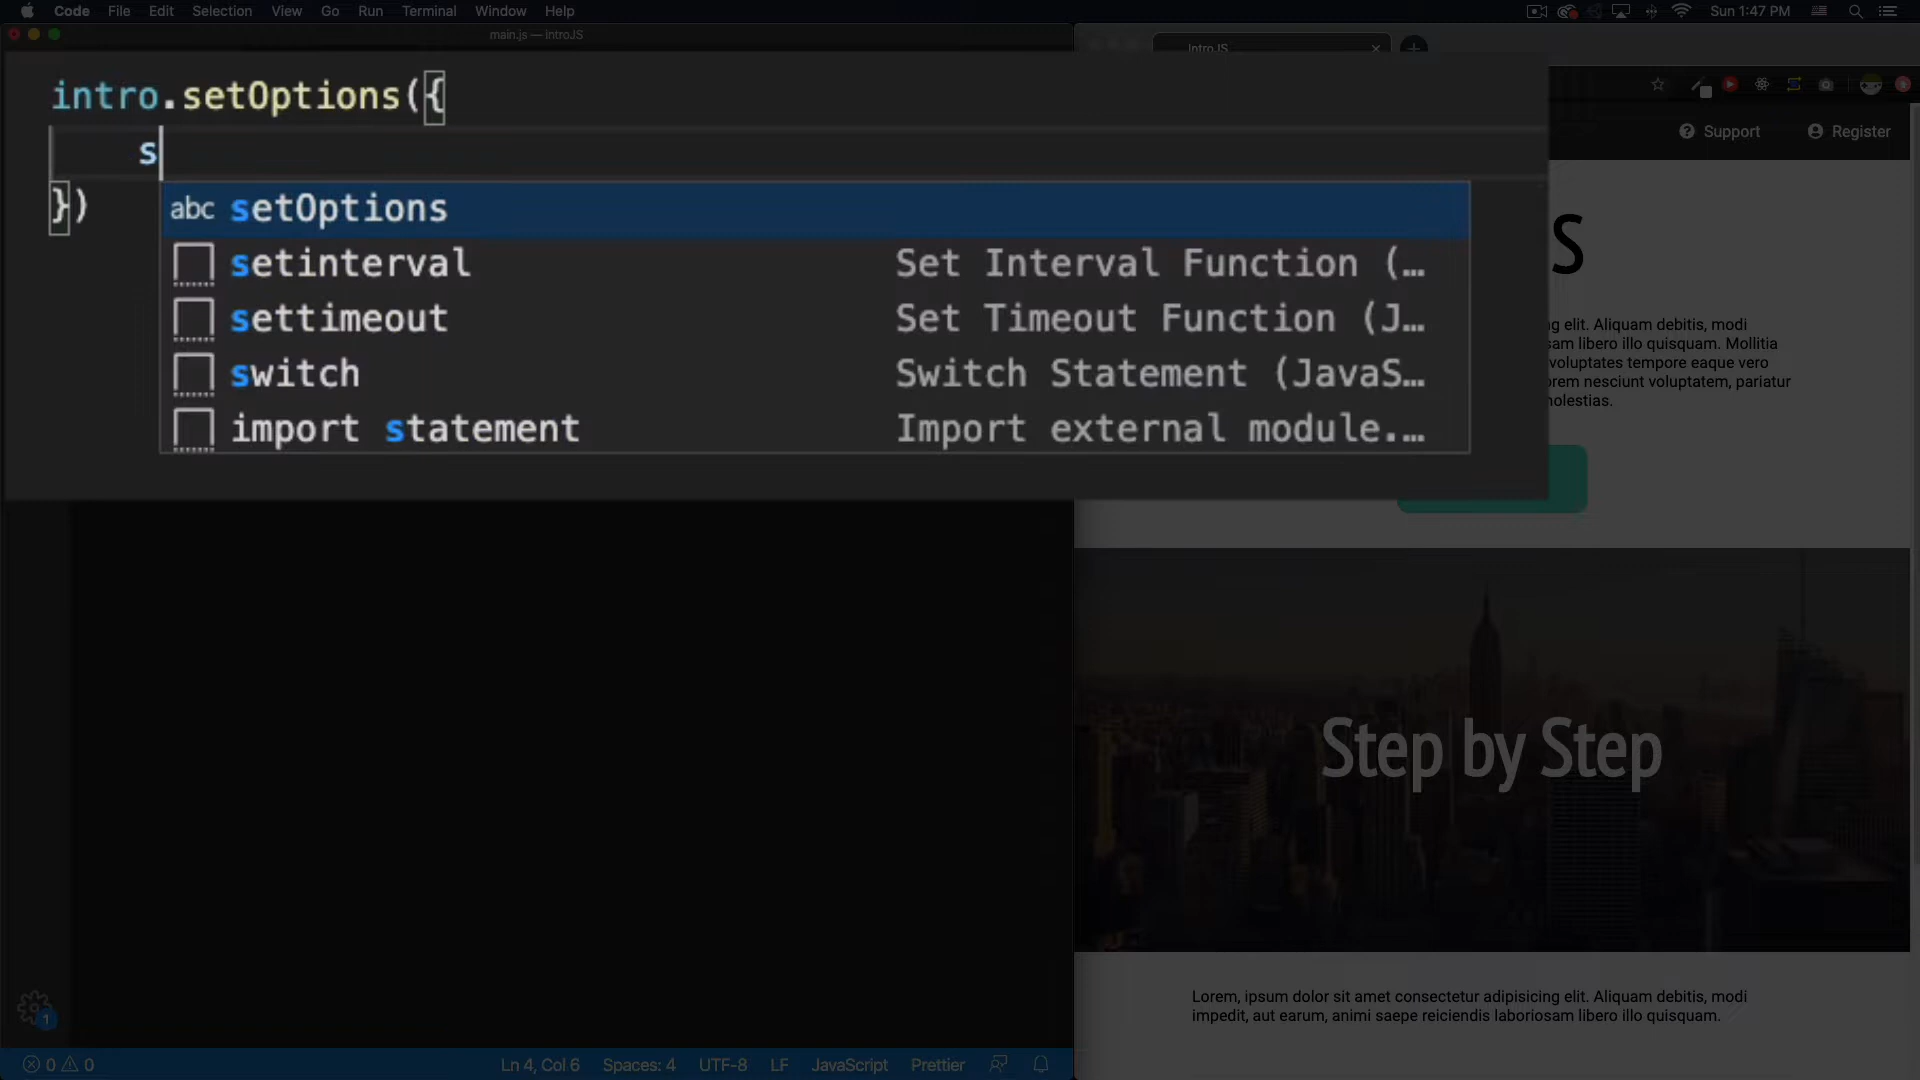 Code File Edit Selection View Go Run Terminal Window Help
Sun 1:47 PM
main.js — introJS
IntroJS
intro.setOptions({
s
})
abc setOptions
setinterval Set Interval Function (…
settimeout Set Timeout Function (J…
switch Switch Statement (JavaS…
import statement Import external module.…
Support Register
S
g elit. Aliquam debitis, modi
sam libero illo quisquam. Mollitia
voluptates tempore eaque vero
orem nesciunt voluptatem, pariatur
nolestias.
Step by Step
Lorem, ipsum dolor sit amet consectetur adipisicing elit. Aliquam debitis, modi
impedit, aut earum, animi saepe reiciendis laboriosam libero illo quisquam.
1
0 0 Ln 4, Col 6 Spaces: 4 UTF-8 LF JavaScript Prettier